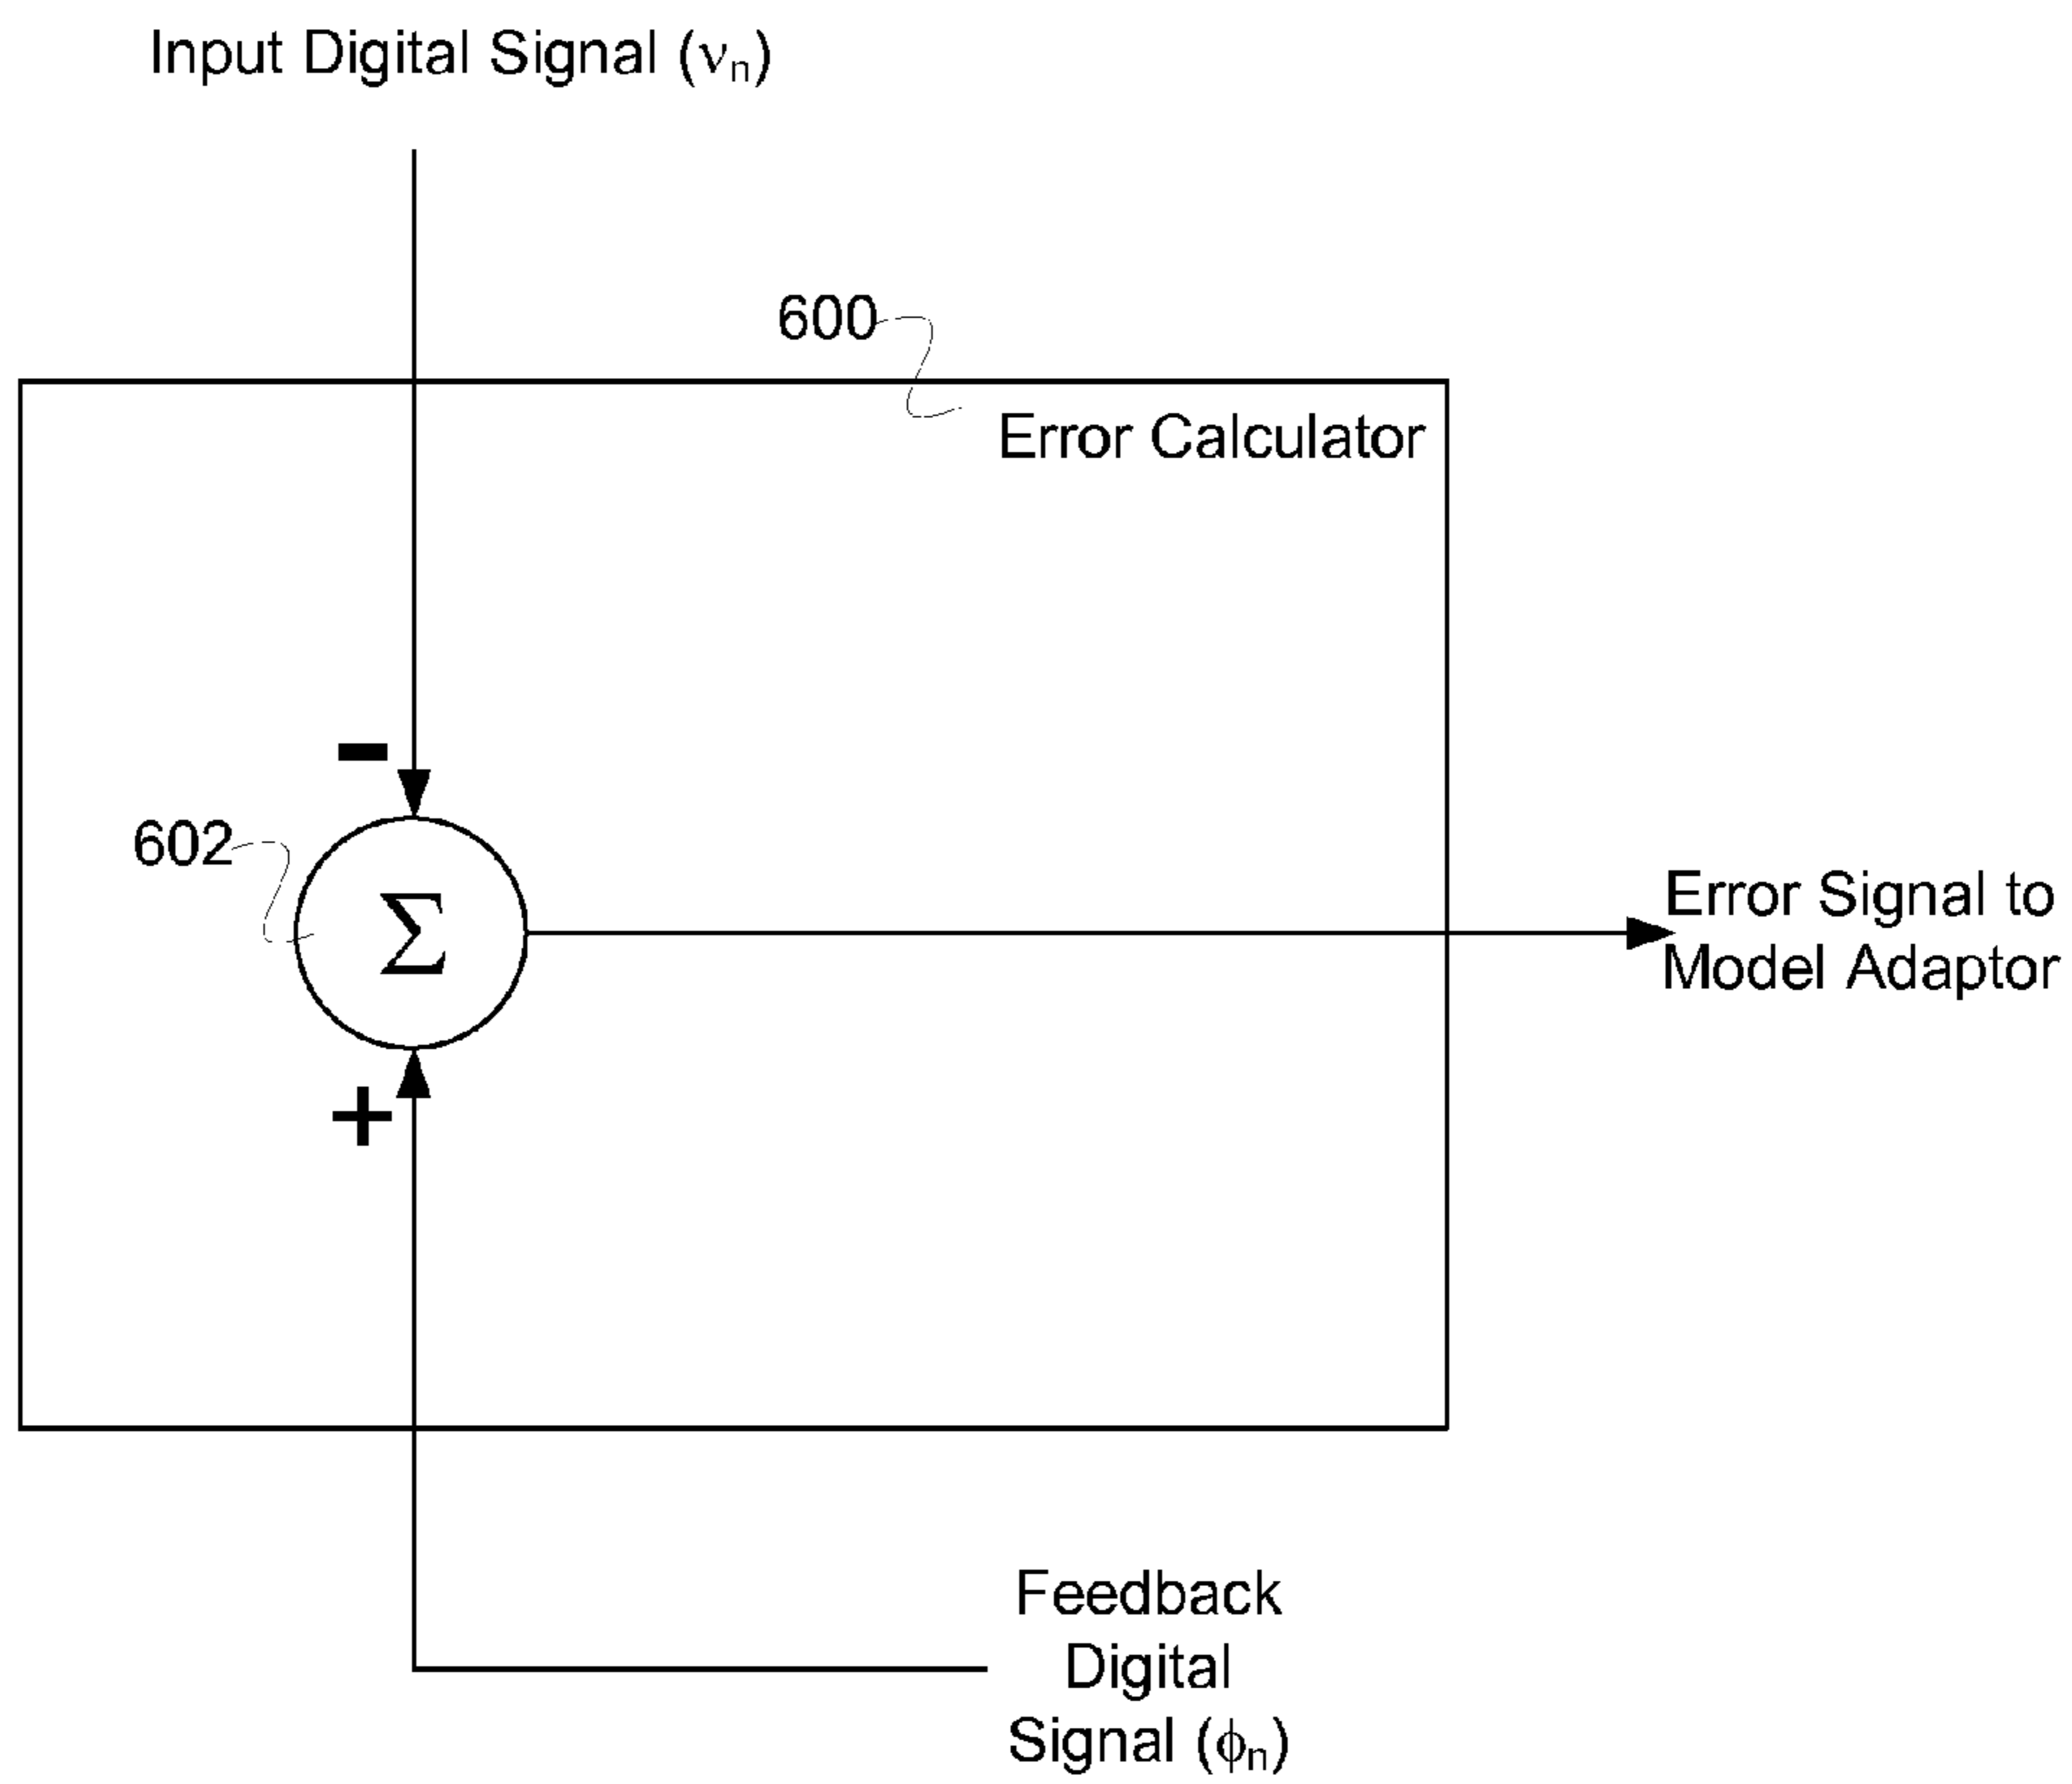 Input Digital Signal (νn)
600
Error Calculator
-
602
Σ
Error Signal to
Model Adaptor
+
Feedback
Digital
Signal (ϕn)